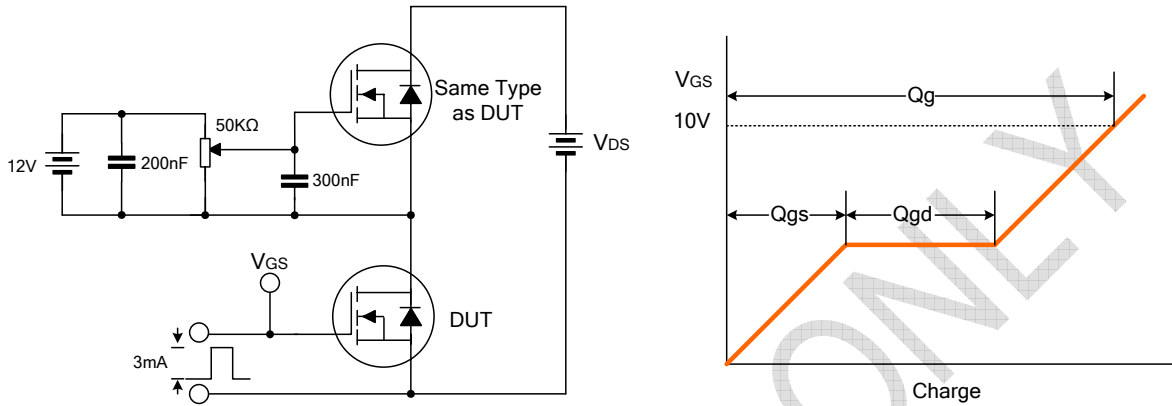 Same Type
as DUT
50KΩ
12V
200nF
300nF
VDS
VGS
DUT
3mA
VGS
10V
Qg
Qgs
Qgd
Charge
ONLY